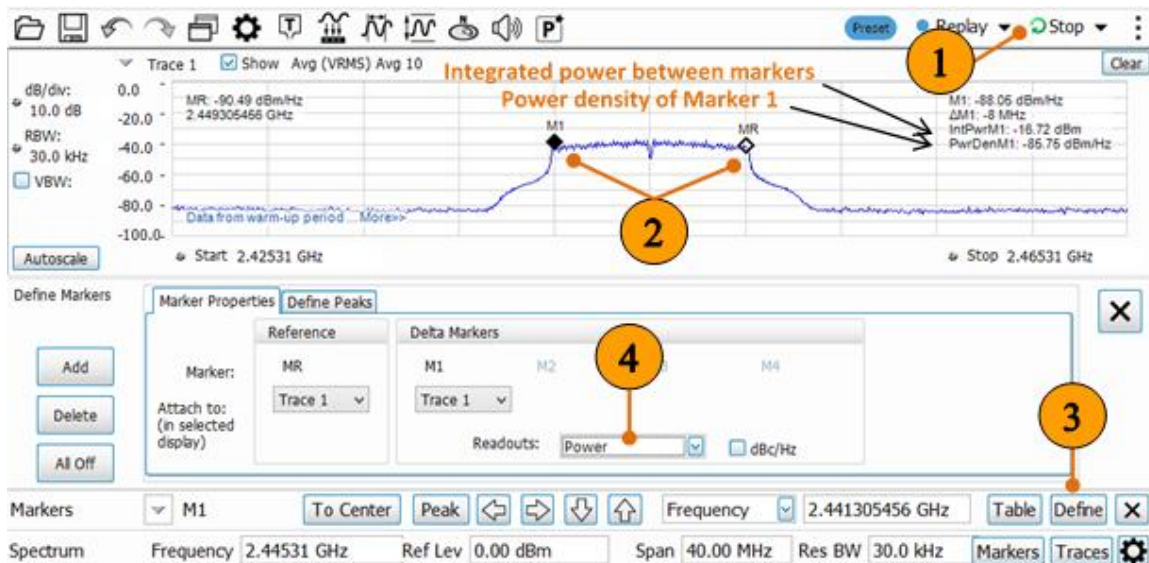 Preset Replay Stop
1
Trace 1 Show Avg (VRMS) Avg 10 Clear
Integrated power between markers
Power density of Marker 1
dB/div:
10.0 dB
RBW:
30.0 kHz
VBW:
Autoscale
0.0
-20.0
-40.0
-60.0
-80.0
-100.0
MR: -90.49 dBm/Hz
2.449305456 GHz
M1: -88.06 dBm/Hz
ΔM1: -8 MHz
IntPwrM1: -16.72 dBm
PwrDenM1: -85.75 dBm/Hz
M1 MR
2
Data from warm-up period More>>
Start 2.42531 GHz Stop 2.46531 GHz
Define Markers
Add
Delete
All Off
Marker Properties Define Peaks
Reference Delta Markers
Marker: MR M1 M2 M4
4
Attach to:
(in selected
display)
Trace 1 Trace 1
Readouts: Power dBc/Hz
3
Markers M1 To Center Peak Frequency 2.441305456 GHz Table Define
Spectrum Frequency 2.44531 GHz Ref Lev 0.00 dBm Span 40.00 MHz Res BW 30.0 kHz Markers Traces